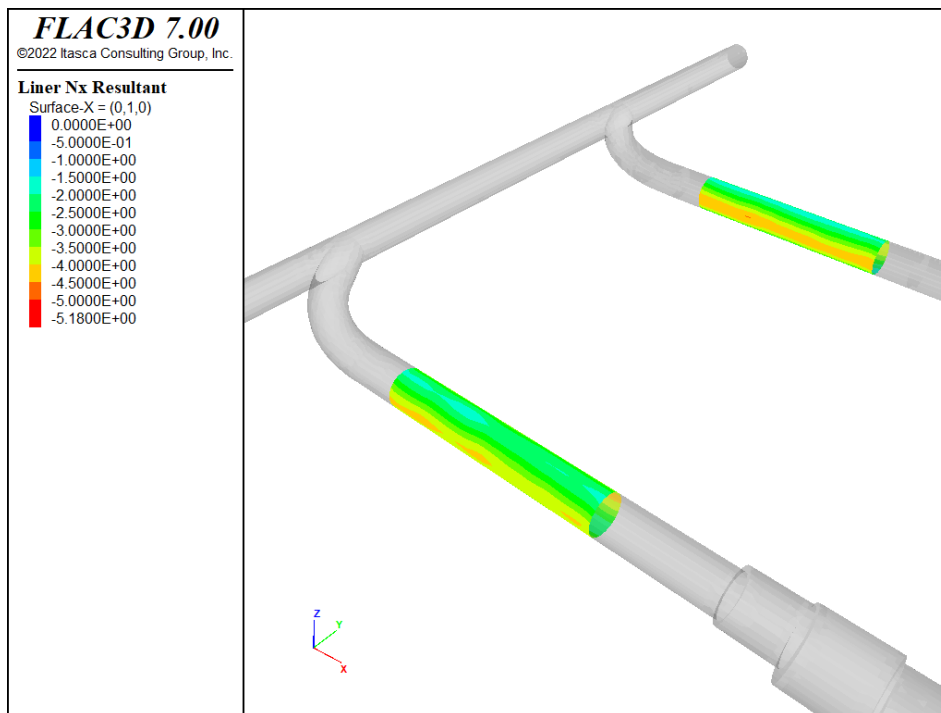 FLAC3D 7.00
©2022 Itasca Consulting Group, Inc.
Liner Nx Resultant
Surface-X = (0,1,0)
0.0000E+00
-5.0000E-01
-1.0000E+00
-1.5000E+00
-2.0000E+00
-2.5000E+00
-3.0000E+00
-3.5000E+00
-4.0000E+00
-4.5000E+00
-5.0000E+00
-5.1800E+00
Z
Y
X